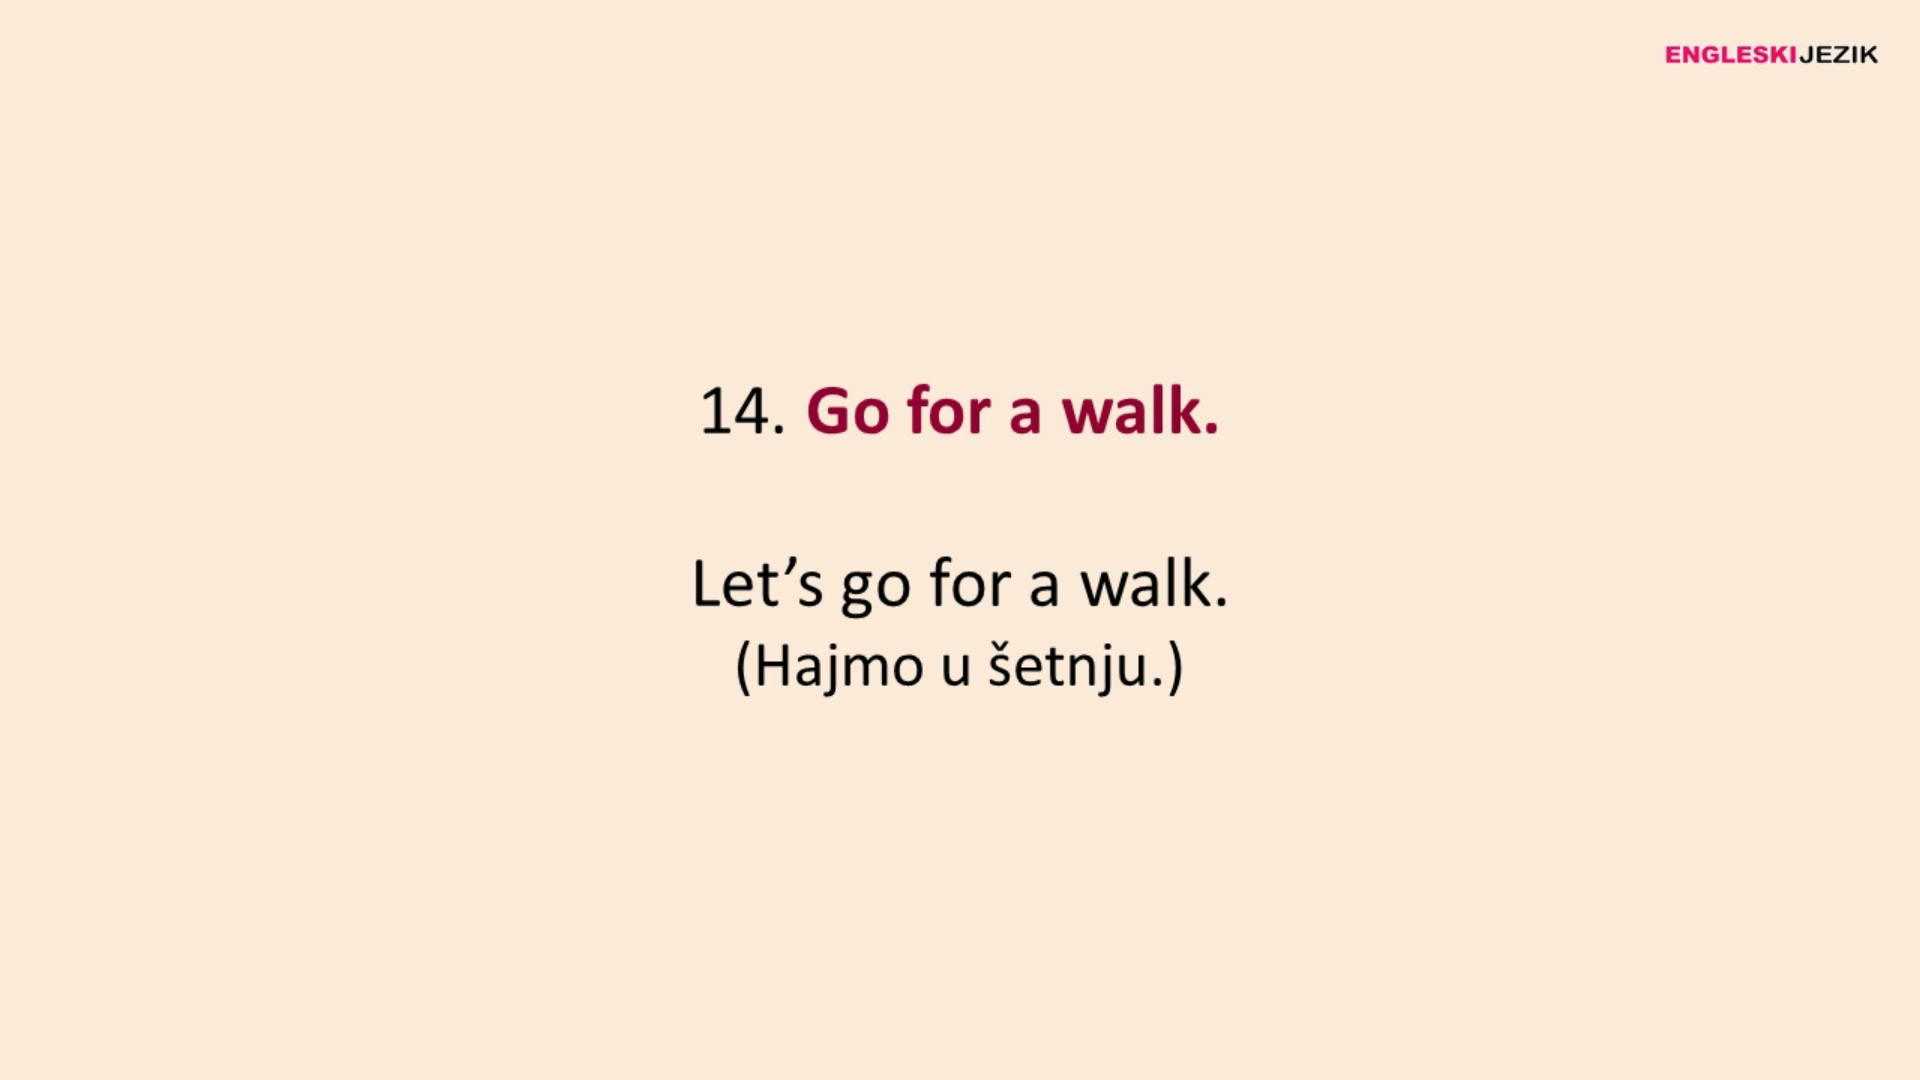 ENGLESKIJEZIK
14. Go for a walk.
Let’s go for a walk.
(Hajmo u šetnju.)